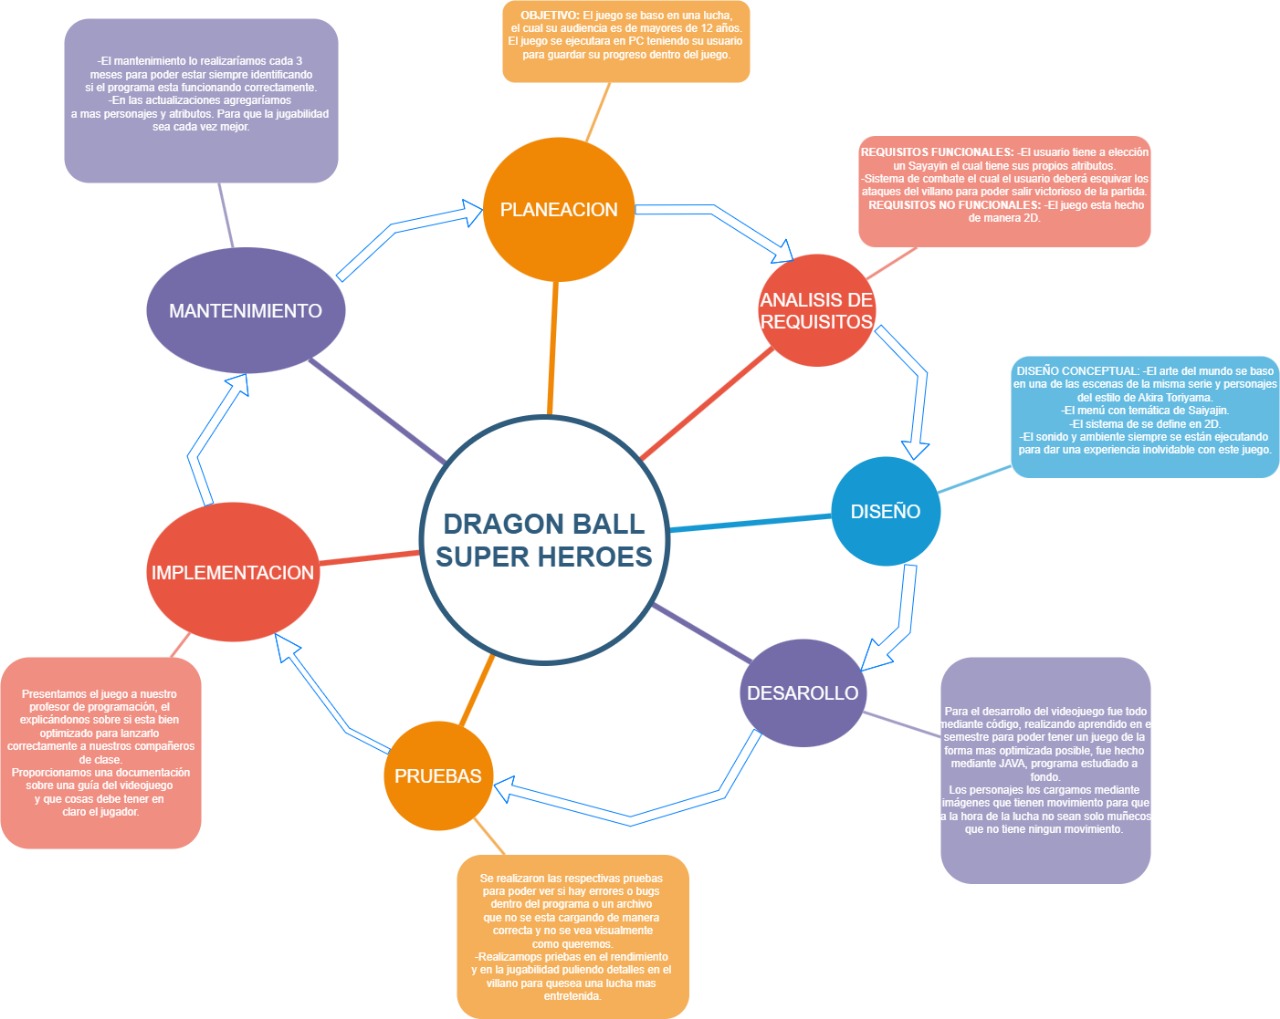 OBJETIVO: El juego se baso en una lucha,
el cual su audiencia es de mayores de 12 años.
El juego se ejecutara en PC teniendo su usuario
para guardar su progreso dentro del juego.
PLANEACION
REQUISITOS FUNCIONALES: -El usuario tiene a elección
un Sayayin el cual tiene sus propios atributos.
-Sistema de combate el cual el usuario deberá esquivar los
ataques del villano para poder salir victorioso de la partida.
REQUISITOS NO FUNCIONALES: -El juego esta hecho
de manera 2D.
ANALISIS DE
REQUISITOS
DISEÑO CONCEPTUAL: -El arte del mundo se baso
en una de las escenas de la misma serie y personajes
del estilo de Akira Toriyama.
-El menú con temática de Saiyajin.
-El sistema de se define en 2D.
-El sonido y ambiente siempre se están ejecutando
para dar una experiencia inolvidable con este juego.
DISEÑO
Para el desarrollo del videojuego fue todo
mediante código, realizando aprendido en e
semestre para poder tener un juego de la
forma mas optimizada posible, fue hecho
mediante JAVA, programa estudiado a
fondo.
Los personajes los cargamos mediante
imágenes que tienen movimiento para que
a la hora de la lucha no sean solo muñecos
que no tiene ningun movimiento.
DESAROLLO
PRUEBAS
Se realizaron las respectivas pruebas
para poder ver si hay errores o bugs
dentro del programa o un archivo
que no se esta cargando de manera
correcta y no se vea visualmente
como queremos.
-Realizamops priebas en el rendimiento
y en la jugabilidad puliendo detalles en el
villano para quesea una lucha mas
entretenida.
IMPLEMENTACION
Presentamos el juego a nuestro
profesor de programación, el
explicándonos sobre si esta bien
optimizado para lanzarlo
correctamente a nuestros compañeros
de clase.
Proporcionamos una documentación
sobre una guía del videojuego
y que cosas debe tener en
claro el jugador.
MANTENIMIENTO
-El mantenimiento lo realizaríamos cada 3
meses para poder estar siempre identificando
si el programa esta funcionando correctamente.
-En las actualizaciones agregaríamos
a mas personajes y atributos. Para que la jugabilidad
sea cada vez mejor.
DRAGON BALL
SUPER HEROES